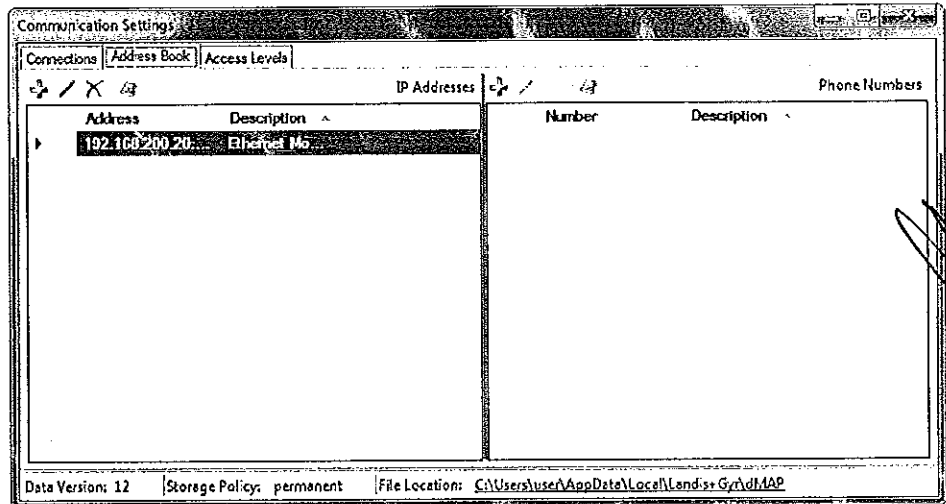 Communication Settings
Connections Address Book Access Levels
IP Addresses
Address Description
192.168.200.20:... Ethernet Mo...
Phone Numbers
Number Description
Data Version: 12 Storage Policy: permanent File Location: C:\Users\user\AppData\Local\Landis+Gyr\dMAP